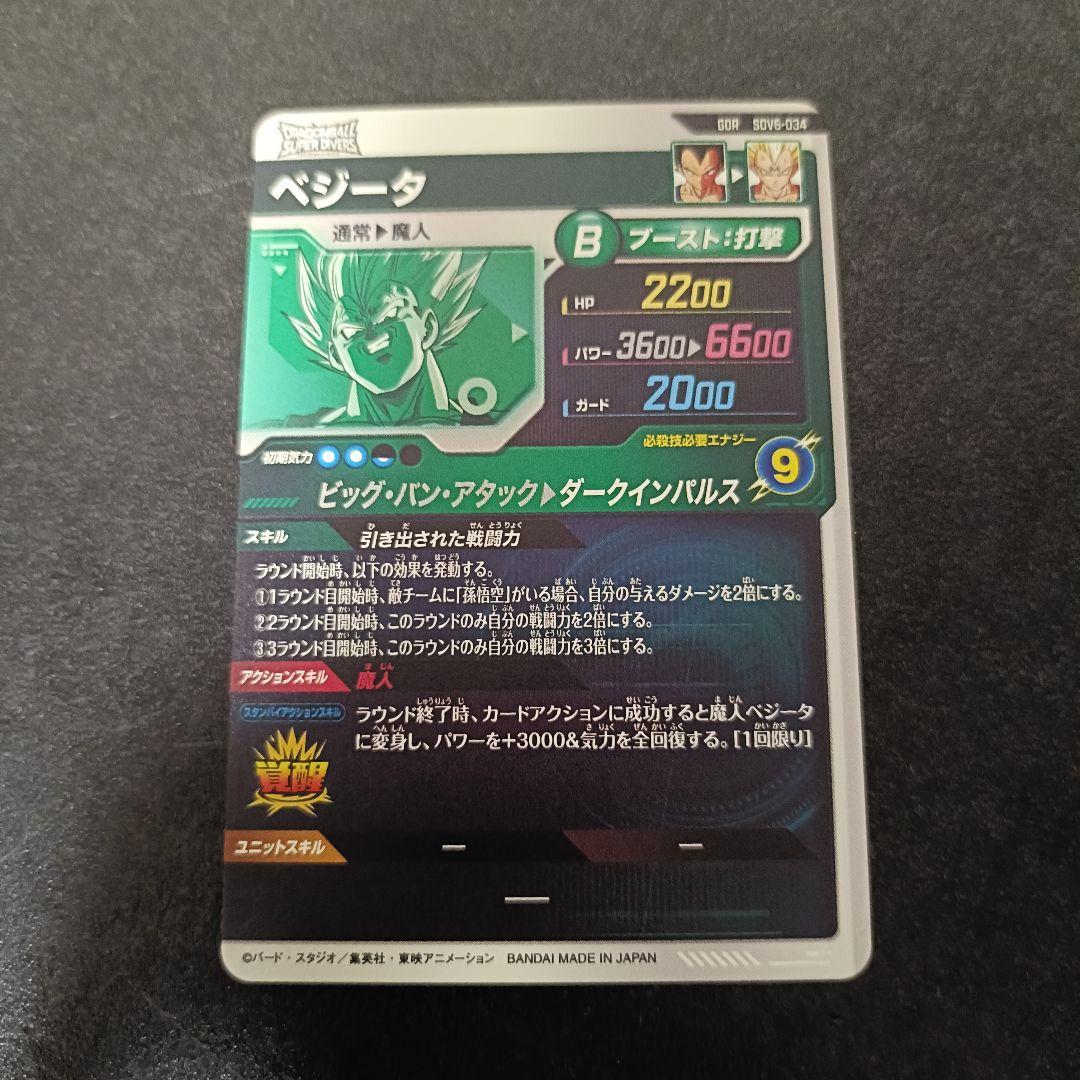 DRAGONBALL
SUPER DIVERS
GDR SDV6-034
ベジータ
通常▶魔人
B ブースト:打撃
HP 2200
パワー 3600▶6600
ガード 2000
初期気力
必殺技必要エナジー
9
ビッグ・バン・アタック▶ダークインパルス
スキル 引き出された戦闘力
ラウンド開始時、以下の効果を発動する。
①1ラウンド目開始時、敵チームに「孫悟空」がいる場合、自分の与えるダメージを2倍にする。
②2ラウンド目開始時、このラウンドのみ自分の戦闘力を2倍にする。
③3ラウンド目開始時、このラウンドのみ自分の戦闘力を3倍にする。
アクションスキル 魔人
スタンバイアクションスキル
ラウンド終了時、カードアクションに成功すると魔人ベジータ
に変身し、パワーを+3000&気力を全回復する。[1回限り]
覚醒
ユニットスキル ー ー
ー
©バード・スタジオ／集英社・東映アニメーション BANDAI MADE IN JAPAN